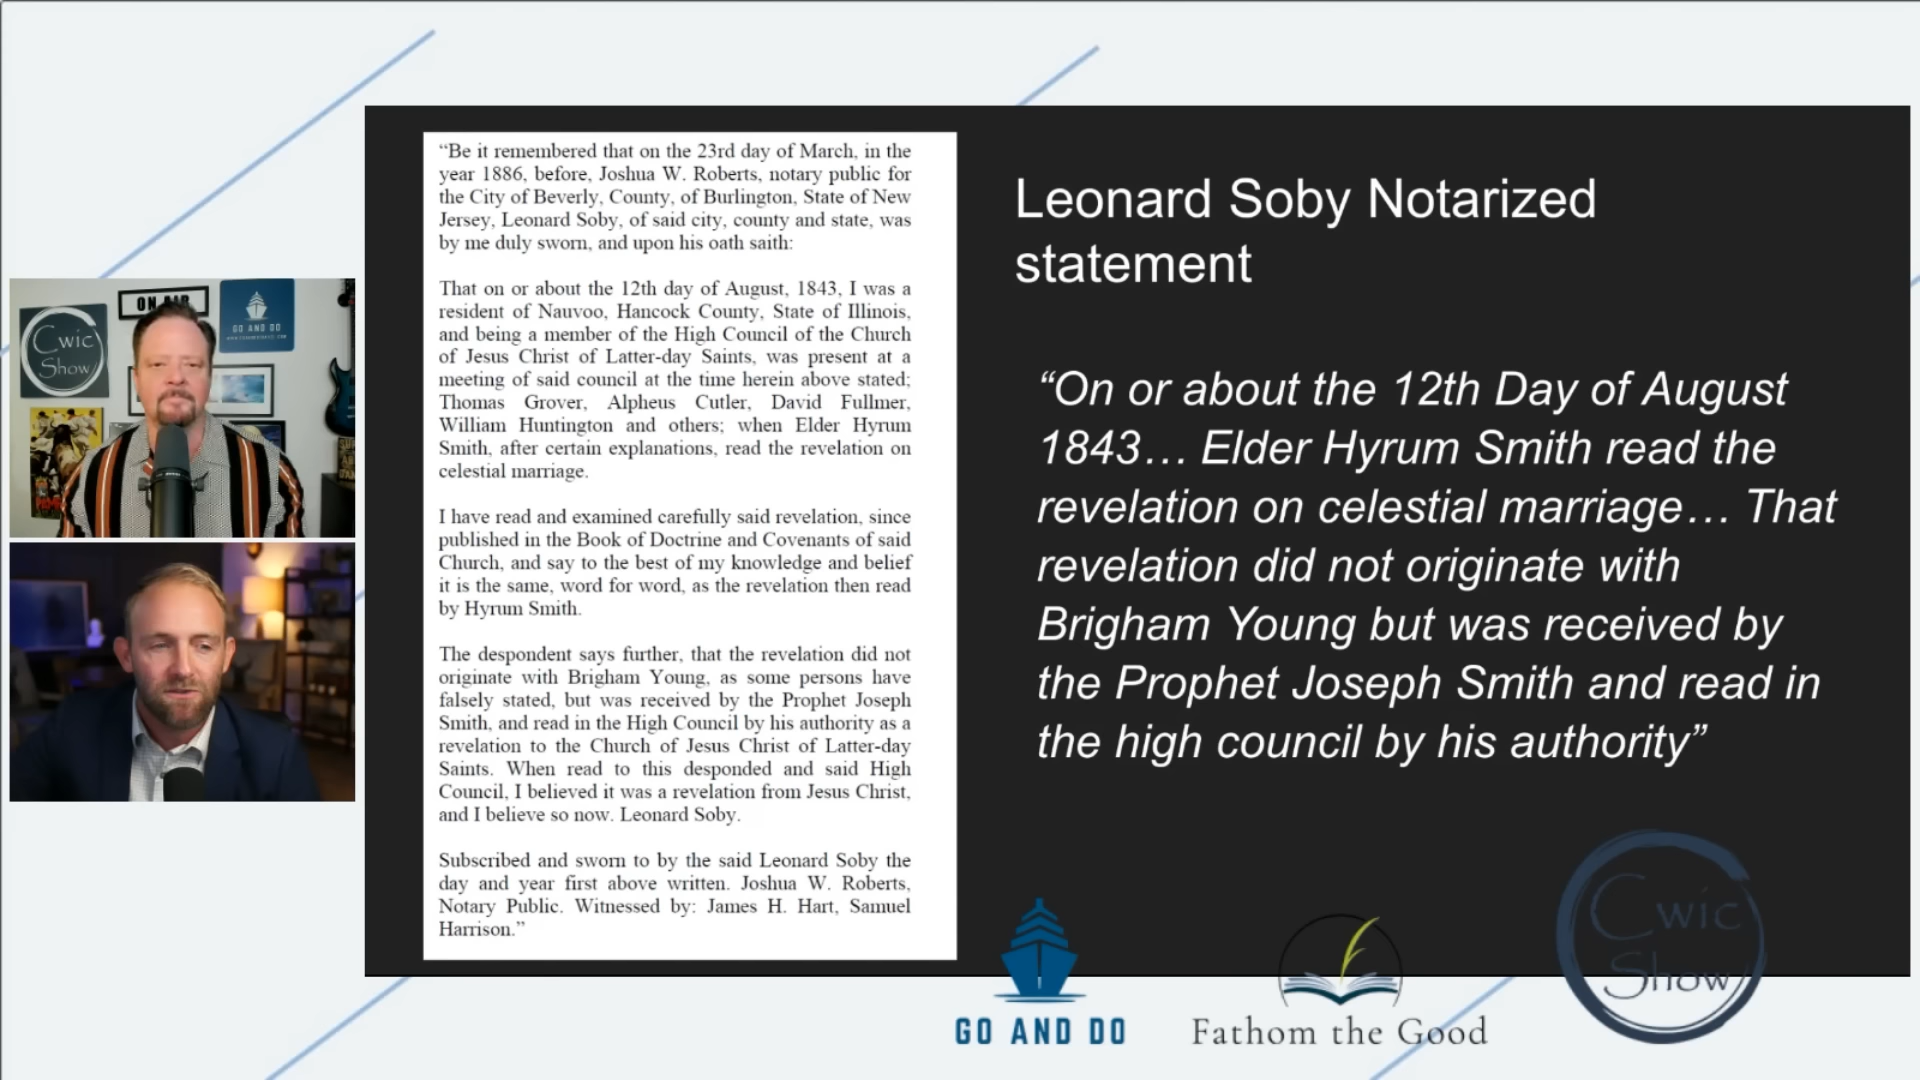 “Be it remembered that on the 23rd day of March, in the
year 1886, before, Joshua W. Roberts, notary public for
the City of Beverly, County, of Burlington, State of New
Jersey, Leonard Soby, of said city, county and state, was
by me duly sworn, and upon his oath saith:
That on or about the 12th day of August, 1843, I was a
resident of Nauvoo, Hancock County, State of Illinois,
and being a member of the High Council of the Church
of Jesus Christ of Latter-day Saints, was present at a
meeting of said council at the time herein above stated;
Thomas Grover, Alpheus Cutler, David Fullmer,
William Huntington and others; when Elder Hyrum
Smith, after certain explanations, read the revelation on
celestial marriage.
I have read and examined carefully said revelation, since
published in the Book of Doctrine and Covenants of said
Church, and say to the best of my knowledge and belief
it is the same, word for word, as the revelation then read
by Hyrum Smith.
The despondent says further, that the revelation did not
originate with Brigham Young, as some persons have
falsely stated, but was received by the Prophet Joseph
Smith, and read in the High Council by his authority as a
revelation to the Church of Jesus Christ of Latter-day
Saints. When read to this desponded and said High
Council, I believed it was a revelation from Jesus Christ,
and I believe so now. Leonard Soby.
Subscribed and sworn to by the said Leonard Soby the
day and year first above written. Joshua W. Roberts,
Notary Public. Witnessed by: James H. Hart, Samuel
Harrison.”
Leonard Soby Notarized
statement
“On or about the 12th Day of August
1843… Elder Hyrum Smith read the
revelation on celestial marriage… That
revelation did not originate with
Brigham Young but was received by
the Prophet Joseph Smith and read in
the high council by his authority”
ON AIR
Cwic
Show
GO AND DO
GO AND DO
Fathom the Good
Cwic
Show